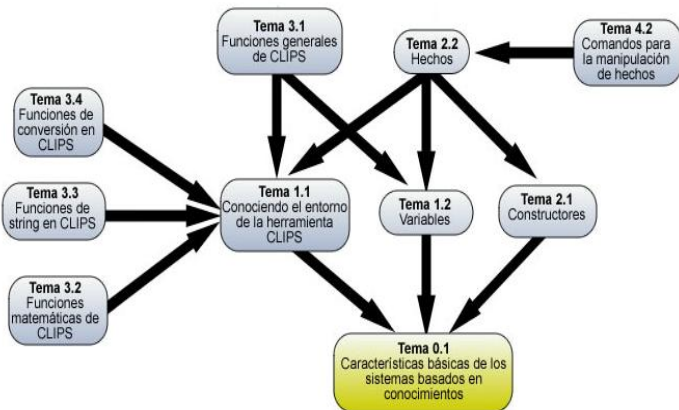 Tema 3.1
Funciones generales
de CLIPS
Tema 2.2
Hechos
Tema 4.2
Comandos para
la manipulación
de hechos
Tema 3.4
Funciones de
conversión en
CLIPS
Tema 3.3
Funciones de
string en CLIPS
Tema 1.1
Conociendo el entorno
de la herramienta
CLIPS
Tema 1.2
Variables
Tema 2.1
Constructores
Tema 3.2
Funciones
matemáticas de
CLIPS
Tema 0.1
Características básicas de los
sistemas basados en
conocimientos